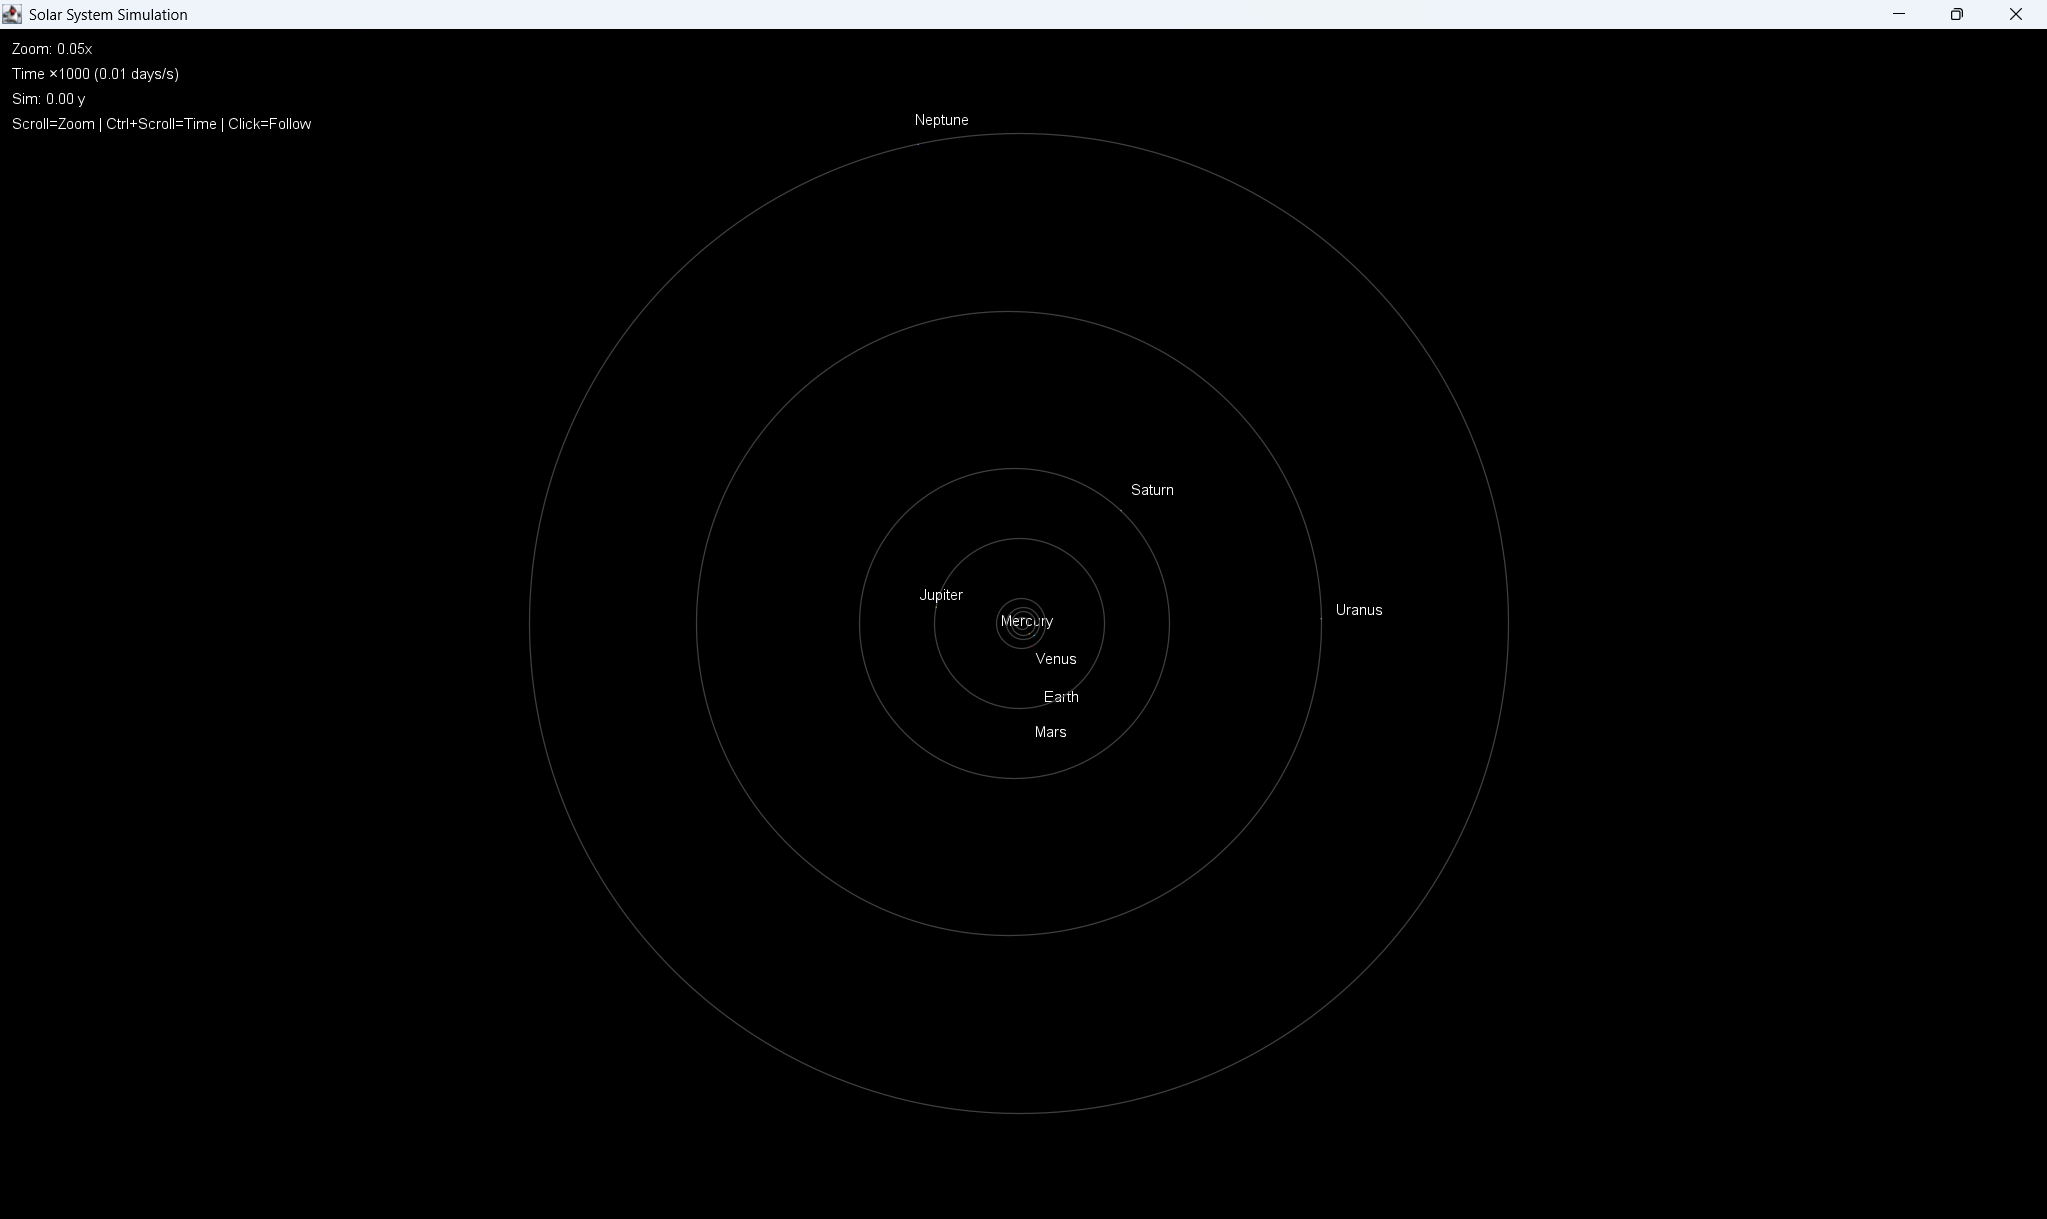 Solar System Simulation
Zoom: 0.05x
Time ×1000 (0.01 days/s)
Sim: 0.00 y
Scroll=Zoom | Ctrl+Scroll=Time | Click=Follow
Neptune
Saturn
Jupiter
Uranus
Mercury
Venus
Earth
Mars